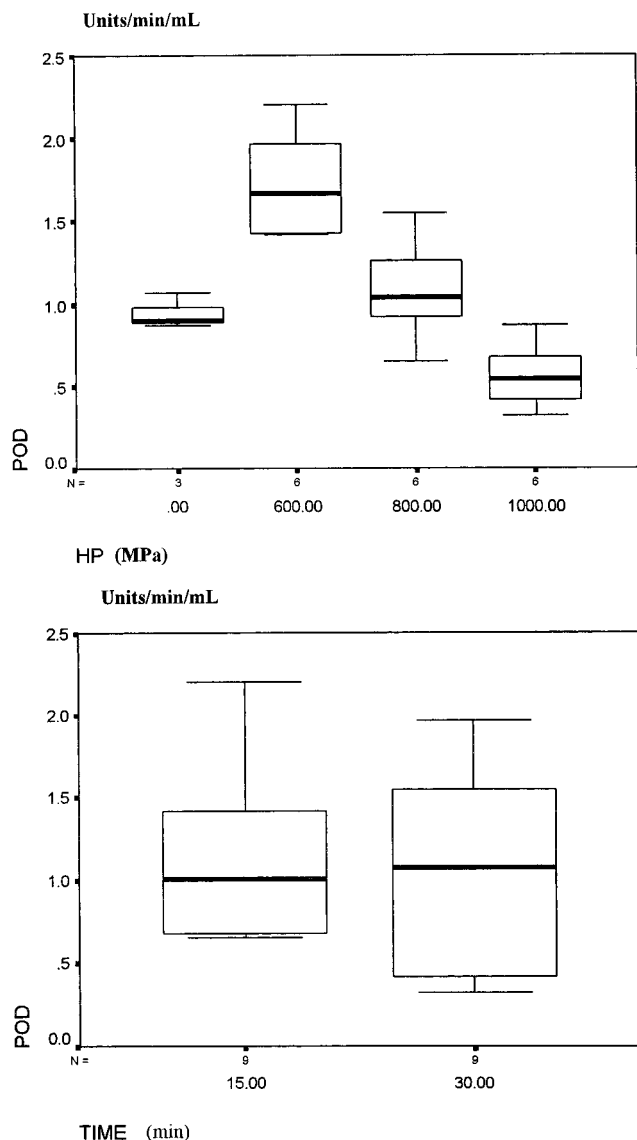 Units/min/mL
2.5
2.0
1.5
1.0
.5
0.0
POD
N = 3 6 6 6
.00 600.00 800.00 1000.00
HP (MPa)
Units/min/mL
2.5
2.0
1.5
1.0
.5
0.0
POD
N = 9 9
15.00 30.00
TIME (min)